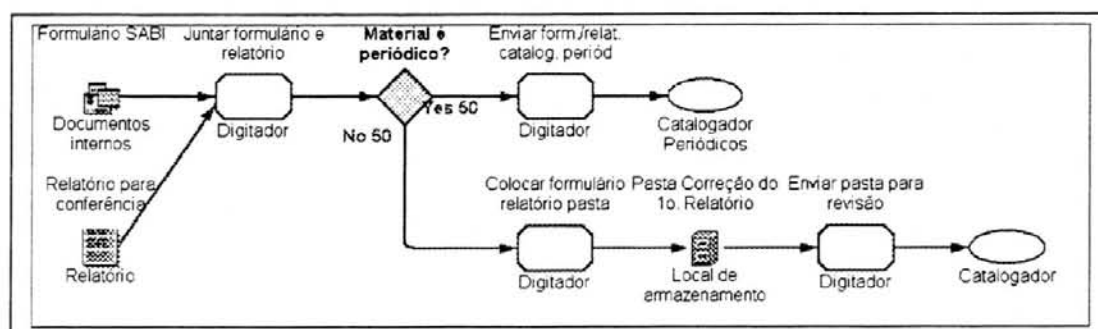 Formulário SABI
Juntar formulário e
relatório
Material é
periódico?
Enviar form./relat.
catalog. periód
Documentos
internos
Digitador
Yes 50
No 50
Digitador
Catalogador
Periódicos
Relatório para
conferência
Relatório
Colocar formulário
relatório pasta
Pasta Correção do
1o. Relatório
Enviar pasta para
revisão
Digitador
Local de
armazenamento
Digitador
Catalogador